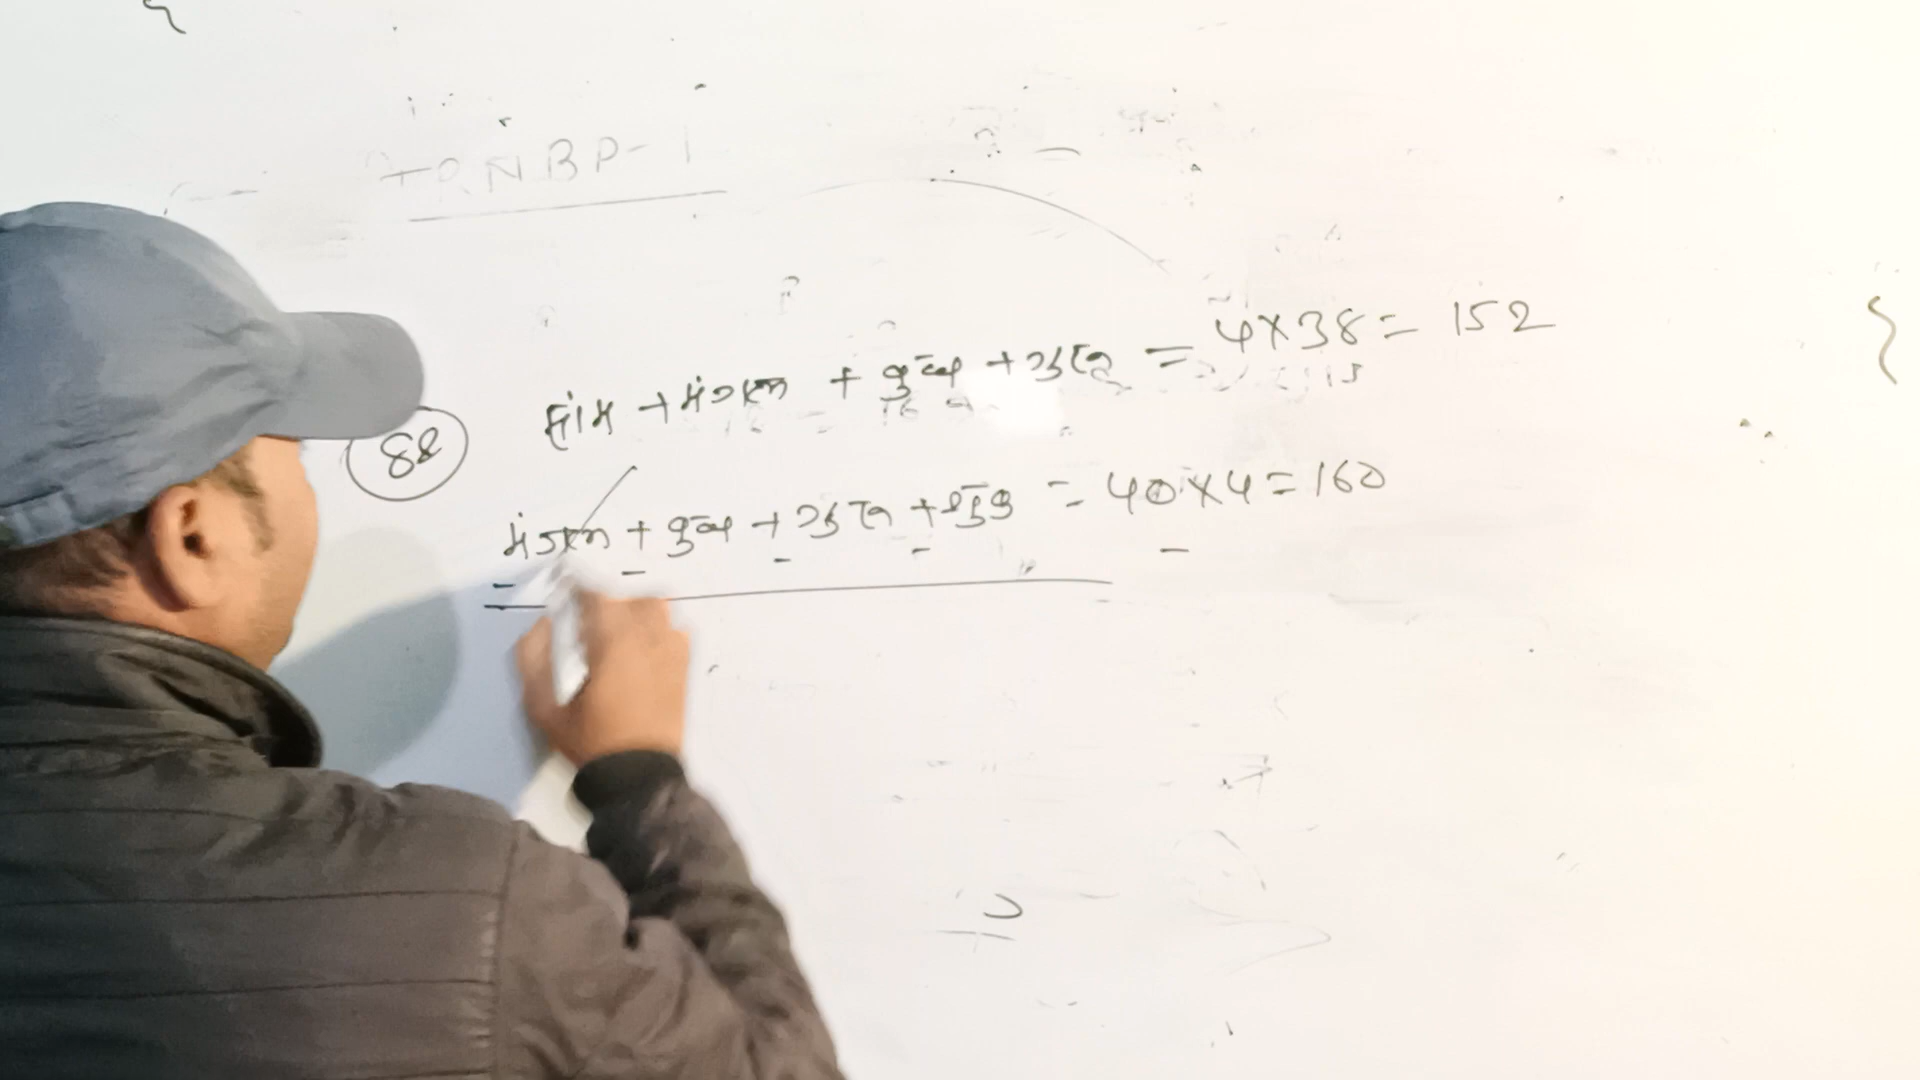 TRNBP-1
88 सोम + मंगल + बुध + गुरु = 4×38 = 152
मंगल + बुध + गुरु + शुक्र = 40×4 = 160